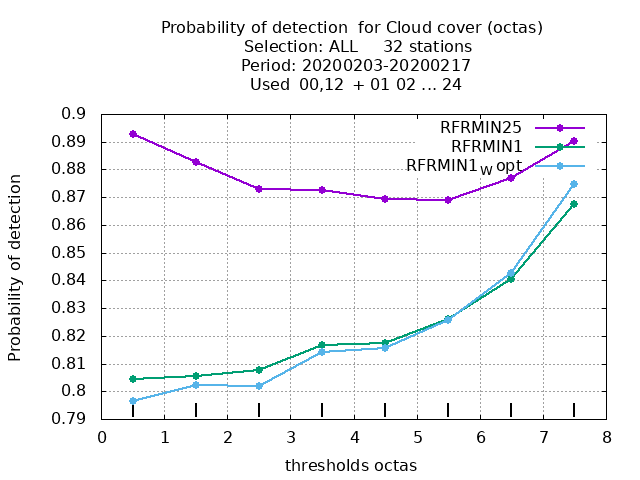 Probability of detection  for Cloud cover (octas)
Selection: ALL     32 stations
Period: 20200203-20200217
Used  00,12  + 01 02 ... 24
Probability of detection
0.9
0.89
0.88
0.87
0.86
0.85
0.84
0.83
0.82
0.81
0.8
0.79
RFRMIN25
RFRMIN1
RFRMIN1wopt
0 1 2 3 4 5 6 7 8
thresholds octas